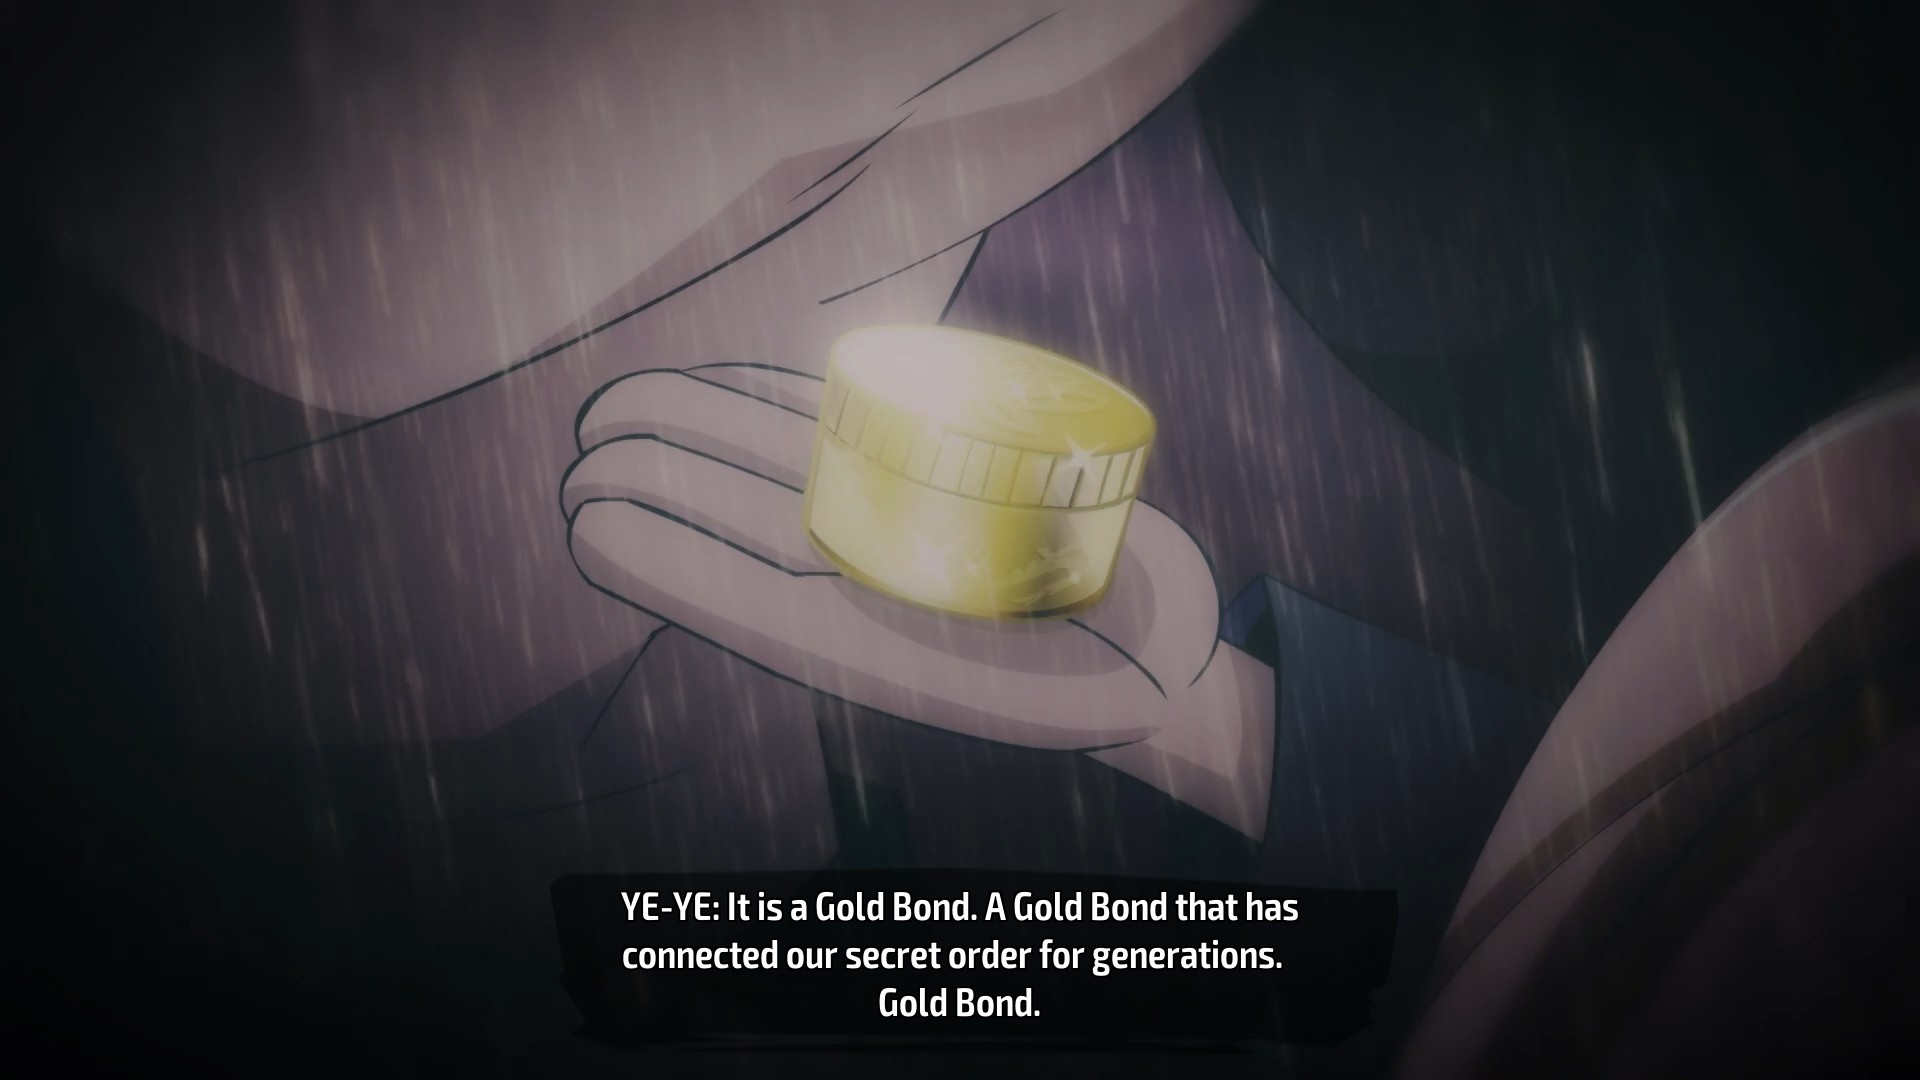 YE-YE: It is a Gold Bond. A Gold Bond that has
connected our secret order for generations.
Gold Bond.